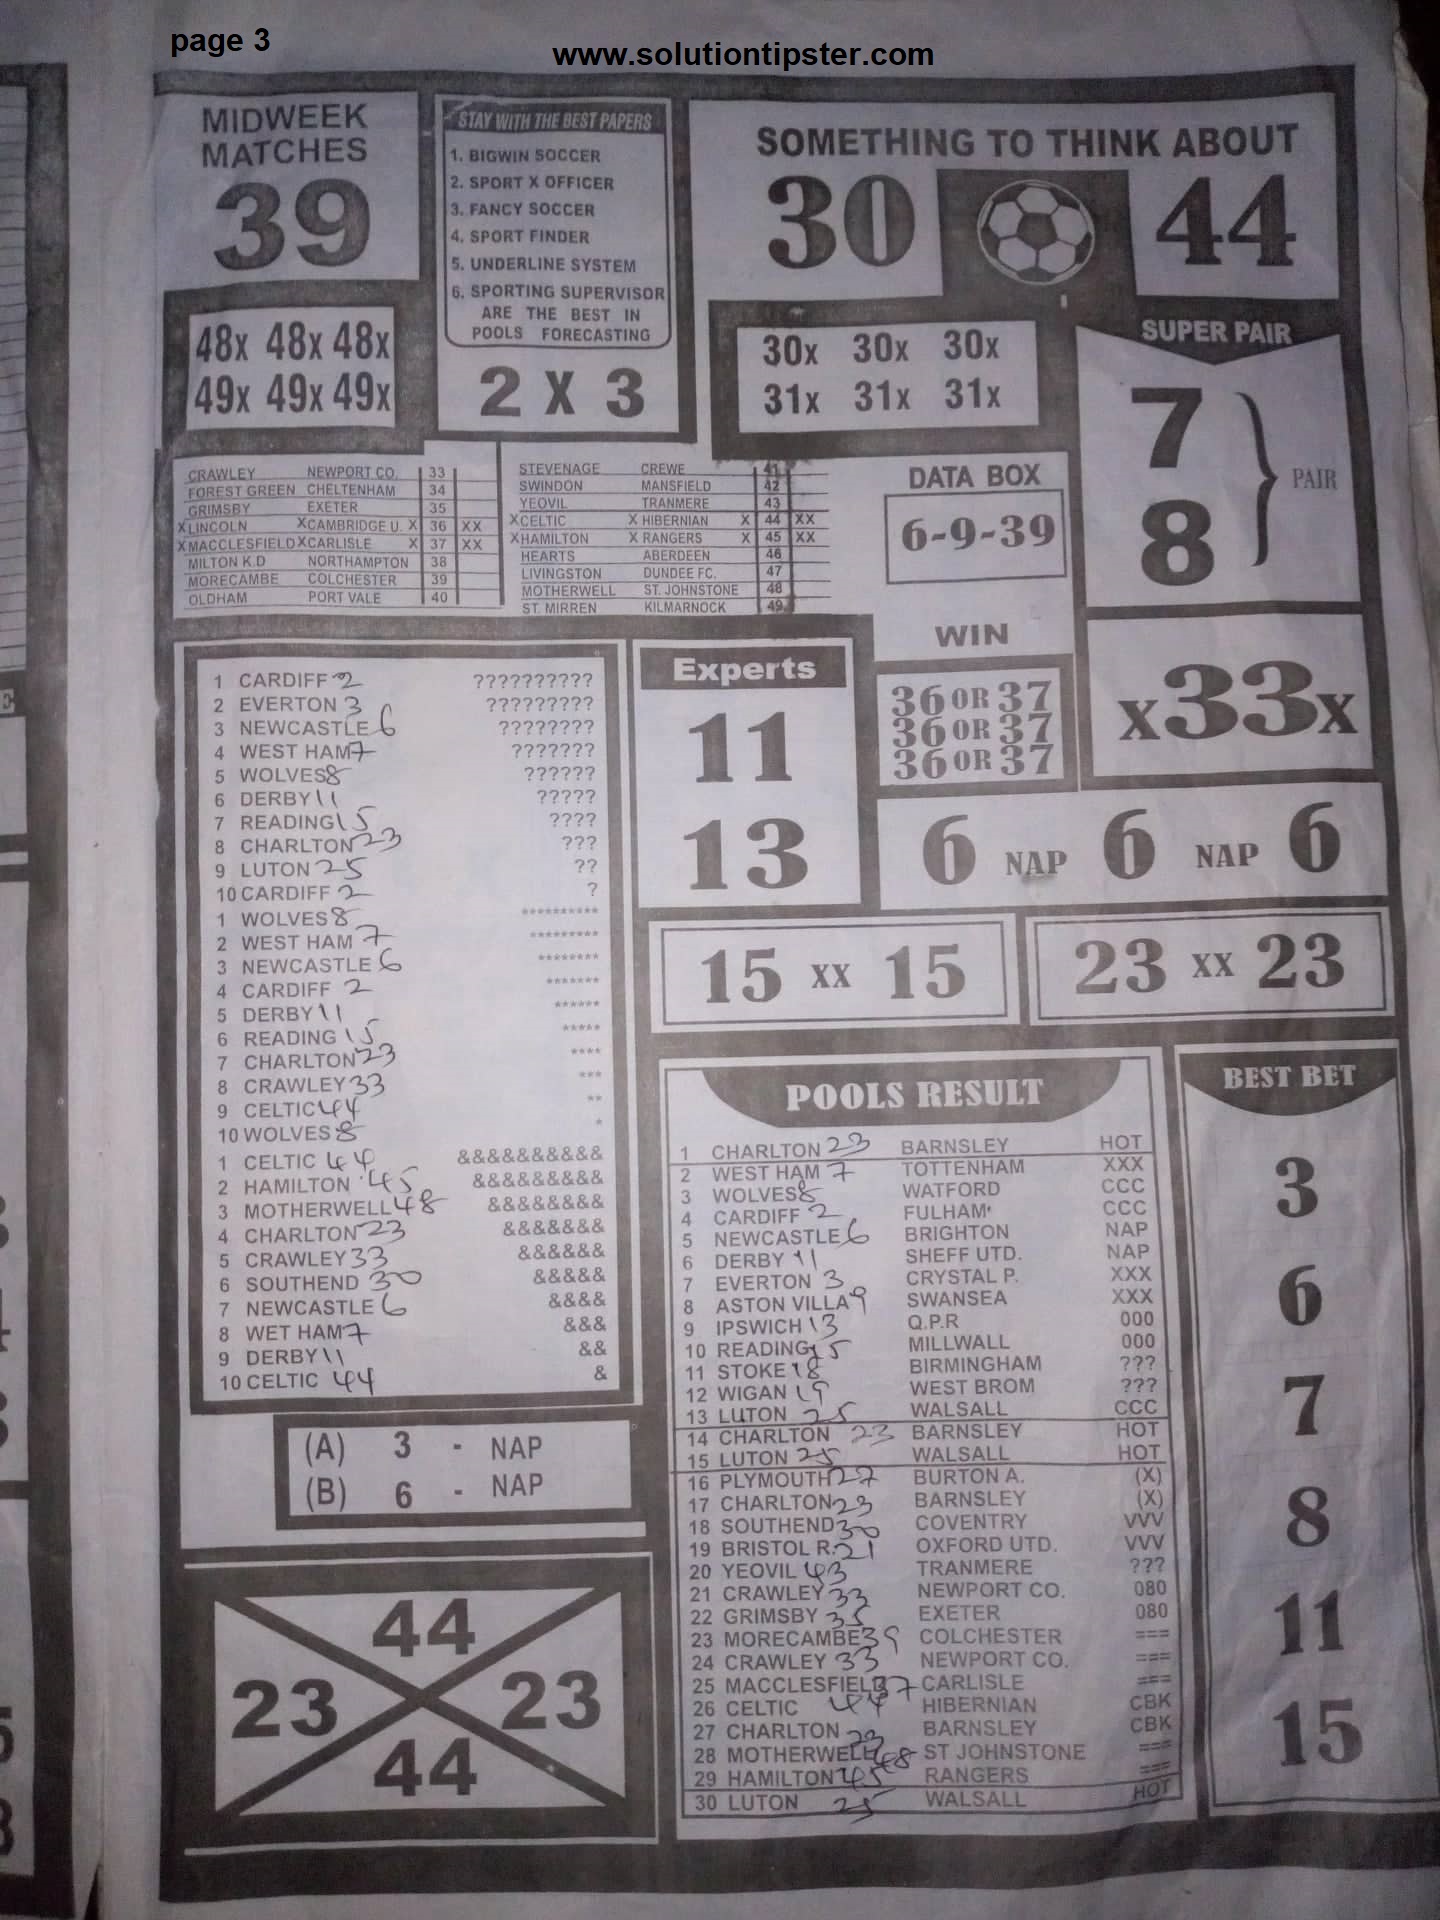 page 3
www.solutiontipster.com
MIDWEEK
MATCHES
39
48x 48x 48x
49x 49x 49x
STAY WITH THE BEST PAPERS
1. BIGWIN SOCCER
2. SPORT X OFFICER
3. FANCY SOCCER
4. SPORT FINDER
5. UNDERLINE SYSTEM
6. SPORTING SUPERVISOR
ARE THE BEST IN
POOLS FORECASTING
2 X 3
SOMETHING TO THINK ABOUT
30 44
30x 30x 30x
31x 31x 31x
SUPER PAIR
7
8
PAIR
CRAWLEY NEWPORT CO. 33
FOREST GREEN CHELTENHAM 34
GRIMSBY EXETER 35
X LINCOLN X CAMBRIDGE U. X 36 XX
X MACCLESFIELD X CARLISLE X 37 XX
MILTON K.D NORTHAMPTON 38
MORECAMBE COLCHESTER 39
OLDHAM PORT VALE 40
STEVENAGE CREWE 41
SWINDON MANSFIELD 42
YEOVIL TRANMERE 43
X CELTIC X HIBERNIAN X 44 XX
X HAMILTON X RANGERS X 45 XX
HEARTS ABERDEEN 46
LIVINGSTON DUNDEE FC. 47
MOTHERWELL ST. JOHNSTONE 48
ST. MIRREN KILMARNOCK 49
DATA BOX
6-9-39
WIN
36 OR 37
36 OR 37
36 OR 37
x33x
1 CARDIFF 2 ??????????
2 EVERTON 3 ?????????
3 NEWCASTLE 6 ????????
4 WEST HAM 7 ???????
5 WOLVES 8 ??????
6 DERBY 11 ?????
7 READING 15 ????
8 CHARLTON 23 ???
9 LUTON 25 ??
10 CARDIFF 2 ?
1 WOLVES 8 **********
2 WEST HAM 7 *********
3 NEWCASTLE 6 ********
4 CARDIFF 2 *******
5 DERBY 11 ******
6 READING 15 *****
7 CHARLTON 23 ****
8 CRAWLEY 33 ***
9 CELTIC 44 **
10 WOLVES 8 *
1 CELTIC 44 &&&&&&&&&&
2 HAMILTON 45 &&&&&&&&&
3 MOTHERWELL 48 &&&&&&&&
4 CHARLTON 23 &&&&&&&
5 CRAWLEY 33 &&&&&&
6 SOUTHEND 30 &&&&&
7 NEWCASTLE 6 &&&&
8 WET HAM 7 &&&
9 DERBY 11 &&
10 CELTIC 44 &
Experts
11
13
6 NAP 6 NAP 6
15 xx 15
23 xx 23
(A) 3 - NAP
(B) 6 - NAP
44
23 23
44
POOLS RESULT
1 CHARLTON 23 BARNSLEY HOT
2 WEST HAM 7 TOTTENHAM XXX
3 WOLVES 8 WATFORD CCC
4 CARDIFF 2 FULHAM CCC
5 NEWCASTLE 6 BRIGHTON NAP
6 DERBY 11 SHEFF UTD. NAP
7 EVERTON 3 CRYSTAL P. XXX
8 ASTON VILLA 9 SWANSEA XXX
9 IPSWICH 13 Q.P.R 000
10 READING 15 MILLWALL 000
11 STOKE 18 BIRMINGHAM ???
12 WIGAN 19 WEST BROM ???
13 LUTON 25 WALSALL CCC
14 CHARLTON 23 BARNSLEY HOT
15 LUTON 25 WALSALL HOT
16 PLYMOUTH 27 BURTON A. (X)
17 CHARLTON 23 BARNSLEY (X)
18 SOUTHEND 30 COVENTRY VVV
19 BRISTOL R. 21 OXFORD UTD. VVV
20 YEOVIL 43 TRANMERE ???
21 CRAWLEY 33 NEWPORT CO. 080
22 GRIMSBY 35 EXETER 080
23 MORECAMBE 39 COLCHESTER ===
24 CRAWLEY 33 NEWPORT CO. ===
25 MACCLESFIELD 37 CARLISLE ===
26 CELTIC 44 HIBERNIAN CBK
27 CHARLTON 23 BARNSLEY CBK
28 MOTHERWELL 48 ST JOHNSTONE ===
29 HAMILTON 45 RANGERS ===
30 LUTON 25 WALSALL HOT
BEST BET
3
6
7
8
11
15